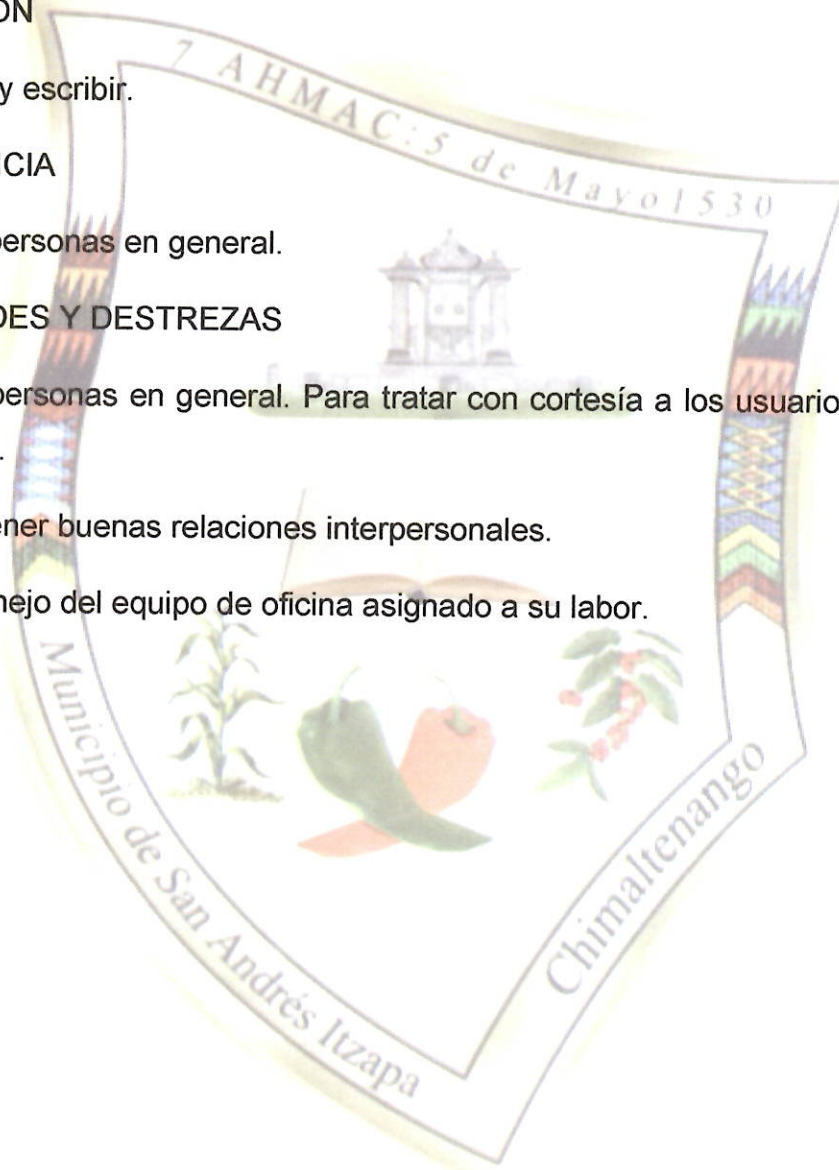 ON
y escribir.
NCIA
personas en general.
DES Y DESTREZAS
personas en general. Para tratar con cortesía a los usuario
.
ner buenas relaciones interpersonales.
nejo del equipo de oficina asignado a su labor.
7 AHMAC: 5 de Mayo 1530
Municipio de San Andrés Itzapa
Chimaltenango